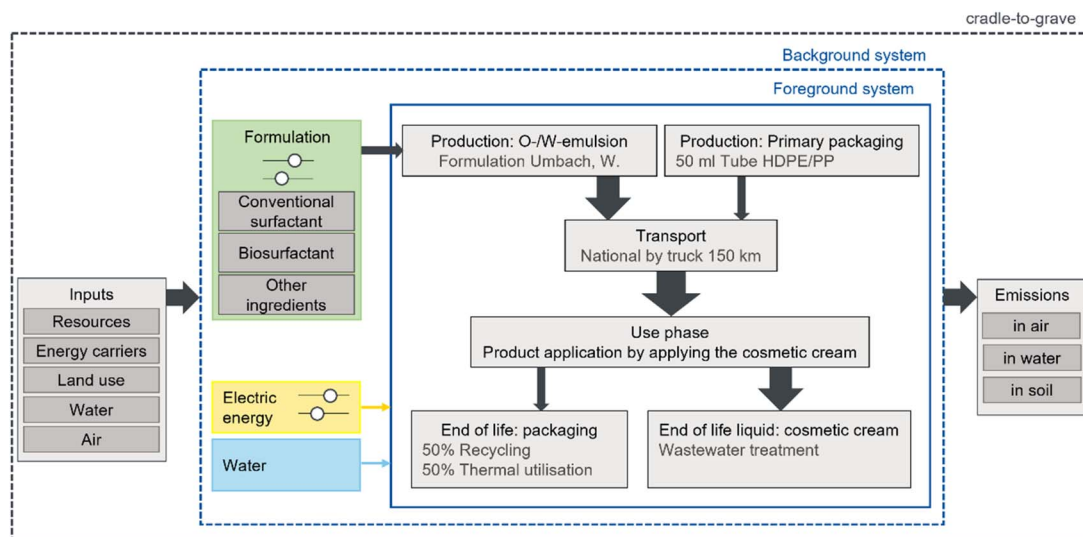 cradle-to-grave
Background system
Foreground system
Formulation
Conventional
surfactant
Biosurfactant
Other
ingredients
Production: O-/W-emulsion
Formulation Umbach, W.
Production: Primary packaging
50 ml Tube HDPE/PP
Transport
National by truck 150 km
Inputs
Resources
Energy carriers
Land use
Water
Air
Use phase
Product application by applying the cosmetic cream
Emissions
in air
in water
in soil
Electric
energy
Water
End of life: packaging
50% Recycling
50% Thermal utilisation
End of life liquid: cosmetic cream
Wastewater treatment